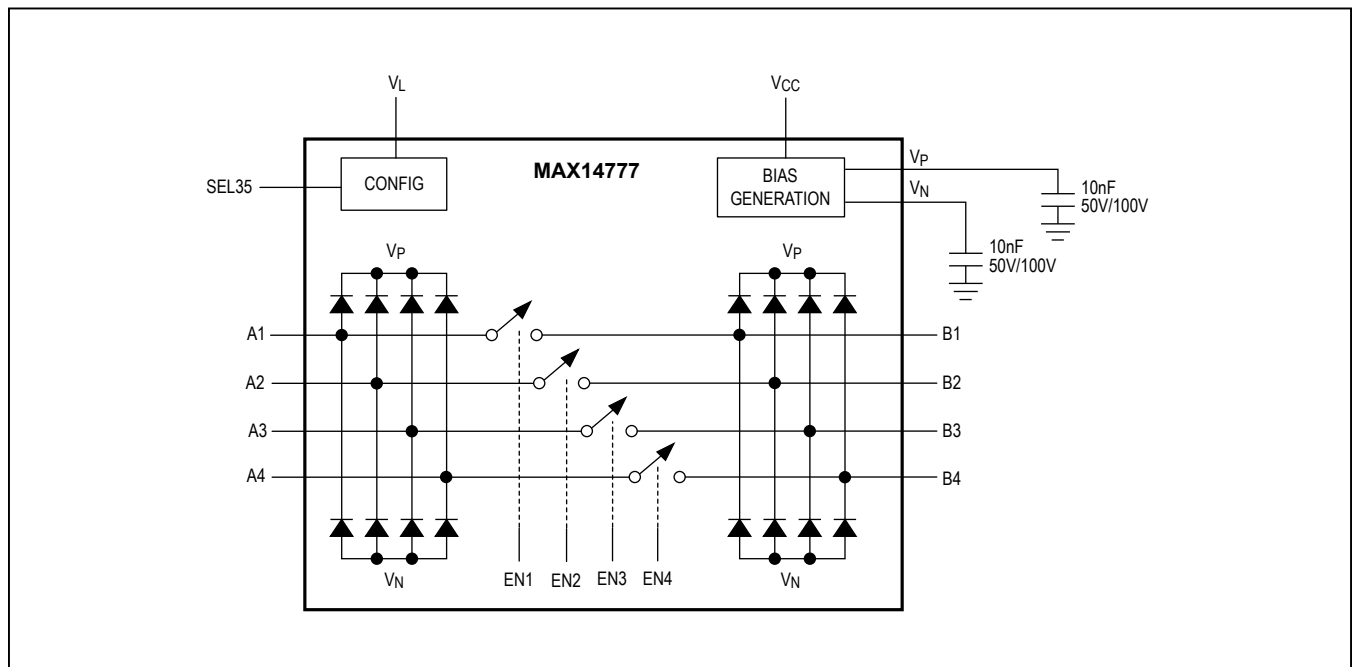 VL
VCC
MAX14777
SEL35
CONFIG
BIAS
GENERATION
VP
VN
10nF
50V/100V
10nF
50V/100V
VP
VP
A1
B1
A2
B2
A3
B3
A4
B4
VN
EN1
EN2
EN3
EN4
VN